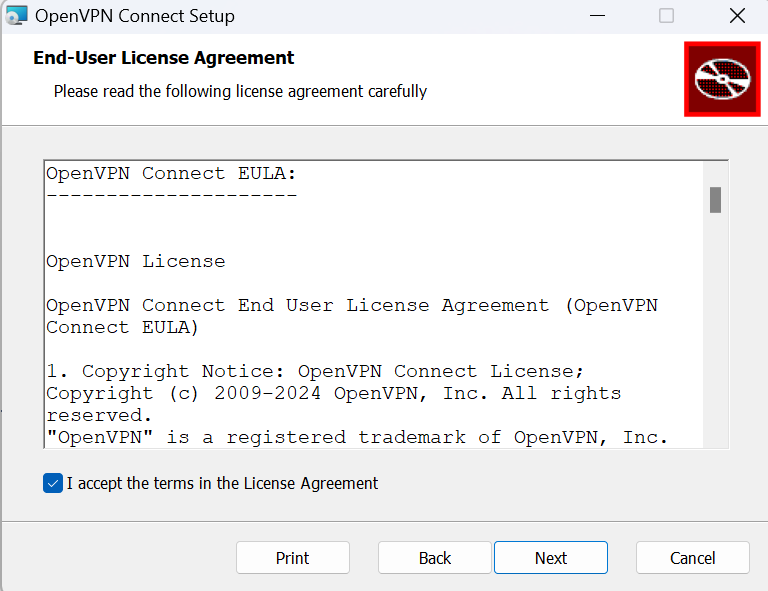 OpenVPN Connect Setup
End-User License Agreement
Please read the following license agreement carefully
OpenVPN Connect EULA:
---------------------
OpenVPN License
OpenVPN Connect End User License Agreement (OpenVPN
Connect EULA)
1. Copyright Notice: OpenVPN Connect License;
Copyright (c) 2009-2024 OpenVPN, Inc. All rights
reserved.
"OpenVPN" is a registered trademark of OpenVPN, Inc.
I accept the terms in the License Agreement
Print
Back
Next
Cancel